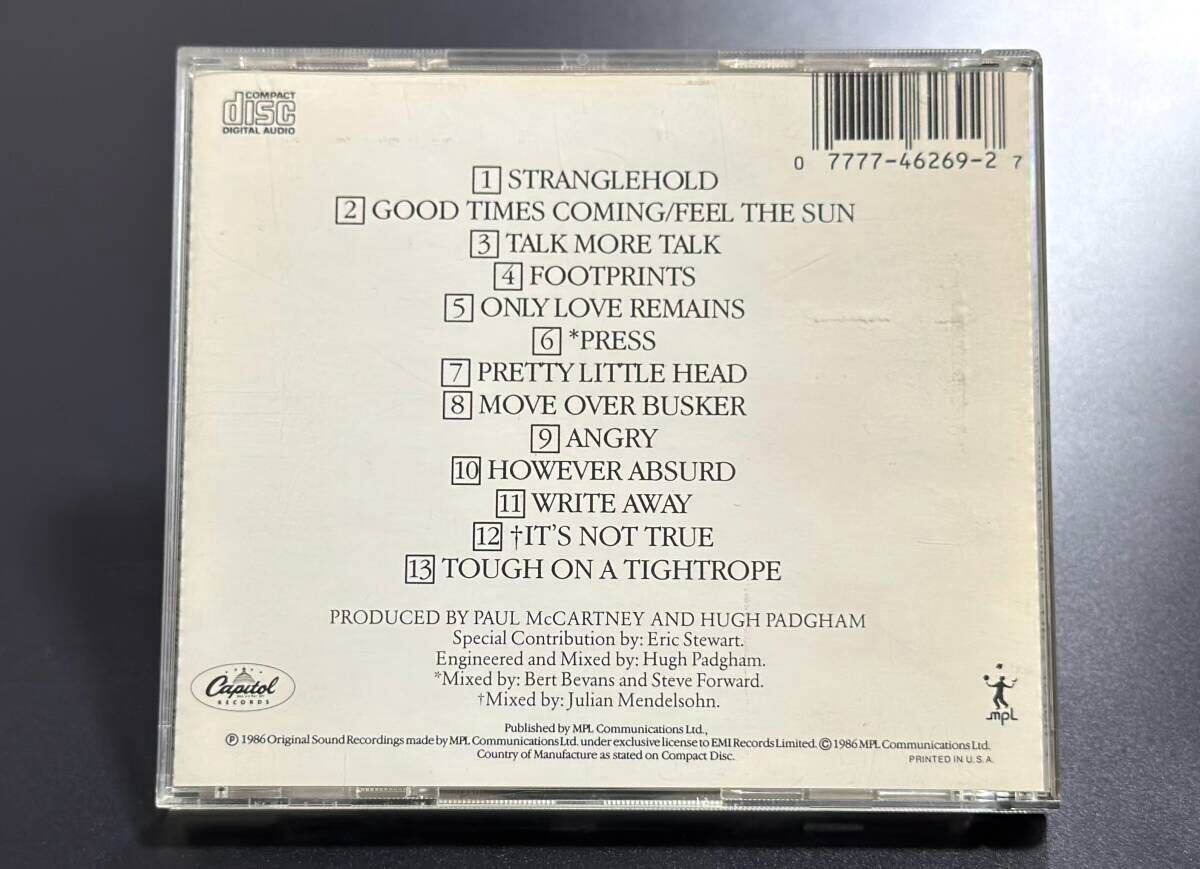 COMPACT
disc
DIGITAL AUDIO
0 7777-46269-2 7
1 STRANGLEHOLD
2 GOOD TIMES COMING/FEEL THE SUN
3 TALK MORE TALK
4 FOOTPRINTS
5 ONLY LOVE REMAINS
6 *PRESS
7 PRETTY LITTLE HEAD
8 MOVE OVER BUSKER
9 ANGRY
10 HOWEVER ABSURD
11 WRITE AWAY
12 †IT'S NOT TRUE
13 TOUGH ON A TIGHTROPE
PRODUCED BY PAUL McCARTNEY AND HUGH PADGHAM
Special Contribution by: Eric Stewart.
Engineered and Mixed by: Hugh Padgham.
*Mixed by: Bert Bevans and Steve Forward.
†Mixed by: Julian Mendelsohn.
Capitol
RECORDS
mpL
Published by MPL Communications Ltd.,
Ⓟ 1986 Original Sound Recordings made by MPL Communications Ltd. under exclusive license to EMI Records Limited. © 1986 MPL Communications Ltd.
Country of Manufacture as stated on Compact Disc.
PRINTED IN U.S.A.